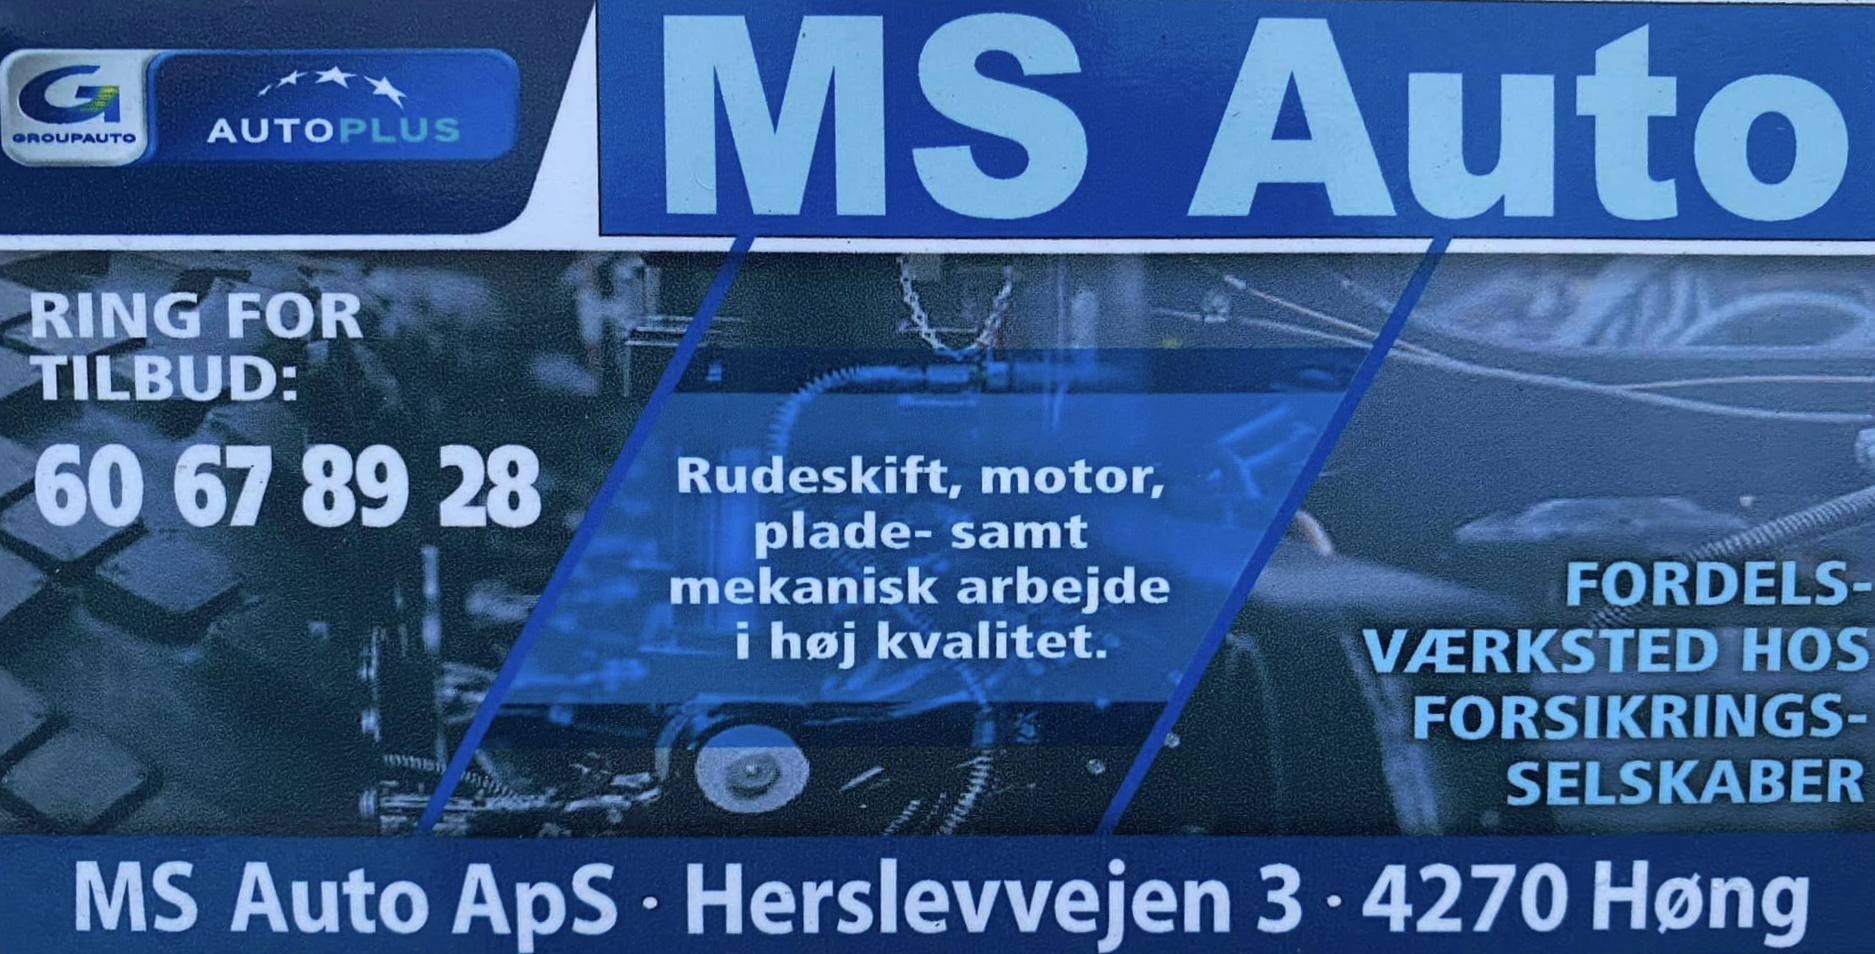 GROUPAUTO
AUTOPLUS
MS Auto
RING FOR
TILBUD:
60 67 89 28
Rudeskift, motor,
plade- samt
mekanisk arbejde
i høj kvalitet.
FORDELS-
VÆRKSTED HOS
FORSIKRINGS-
SELSKABER
MS Auto ApS · Herslevvejen 3 · 4270 Høng